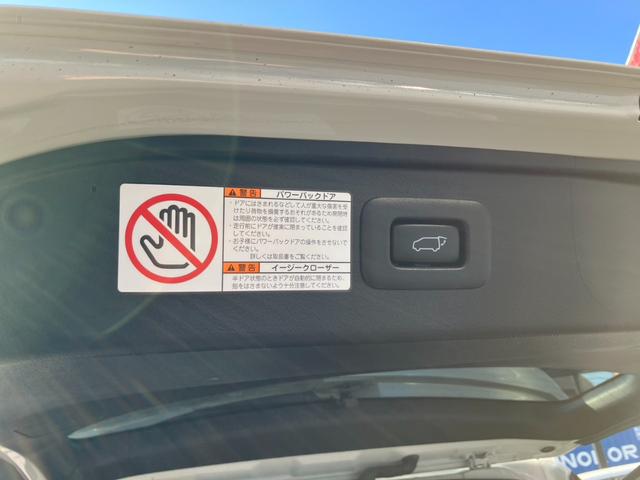 警告 パワーバックドア
・ドアにはさまれるなどして人が重大な傷害を受
けたり荷物を損傷するおそれがあるため開閉時
は周囲の状態を必ず確認してください。
・走行前にドアが確実に閉まっていることを確認
してください。
・お子様にパワーバックドアの操作をさせないで
ください。
詳しくは取扱書をご覧ください。
警告 イージークローザー
半ドア状態のときドアが自動的に閉まるため、
指をはさまないよう十分注意してください。